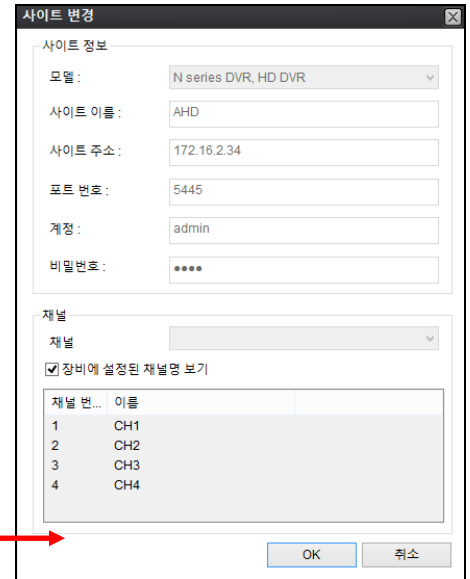 사이트 변경
사이트 정보
모델 : N series DVR, HD DVR
사이트 이름 : AHD
사이트 주소 : 172.16.2.34
포트 번호 : 5445
계정 : admin
비밀번호 : ●●●●
채널
채널
장비에 설정된 채널명 보기
채널 번... 이름
1 CH1
2 CH2
3 CH3
4 CH4
OK 취소